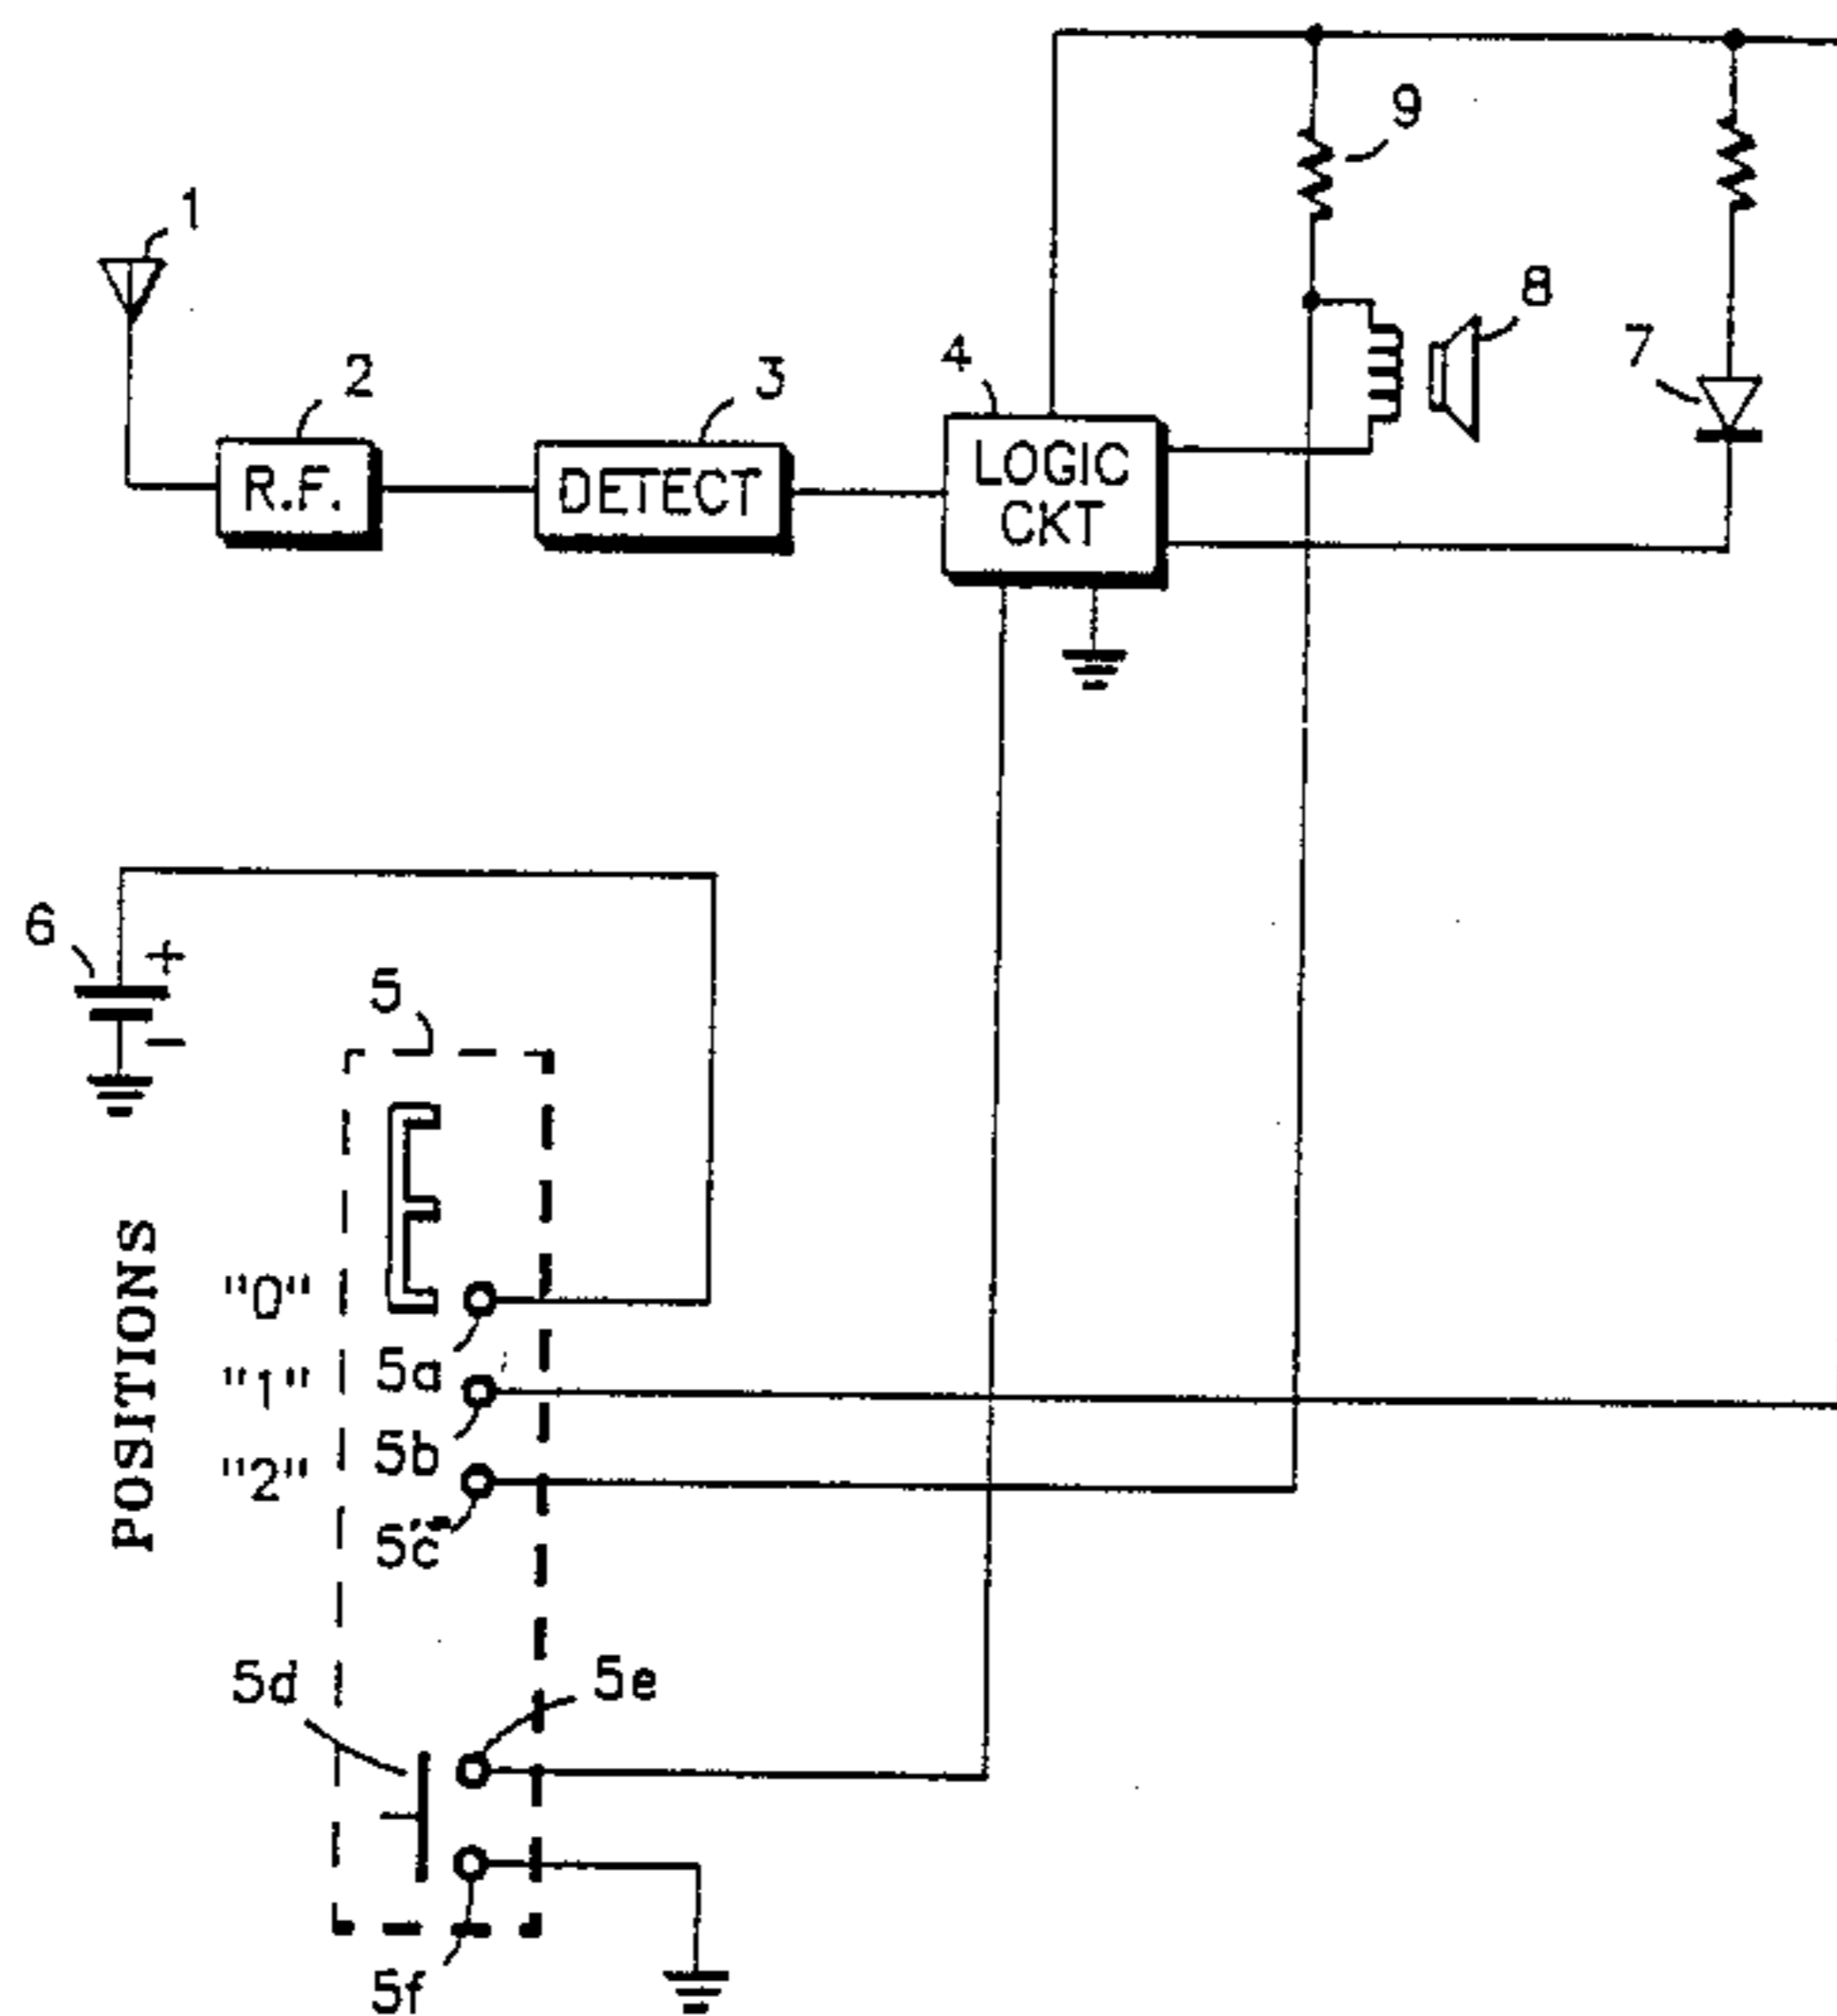 9
1
8
2
3
4
7
R.F.
DETECT
LOGIC
CKT
6
+
−
5
POSITIONS
"0"
5a
"1"
5b
"2"
5c
5d
5e
5f